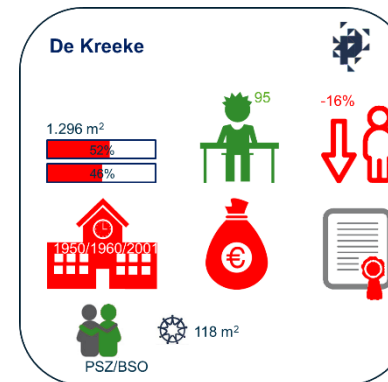 De Kreeke
95
-16%
1.296 m²
52%
46%
1950/1960/2001
€
118 m²
PSZ/BSO